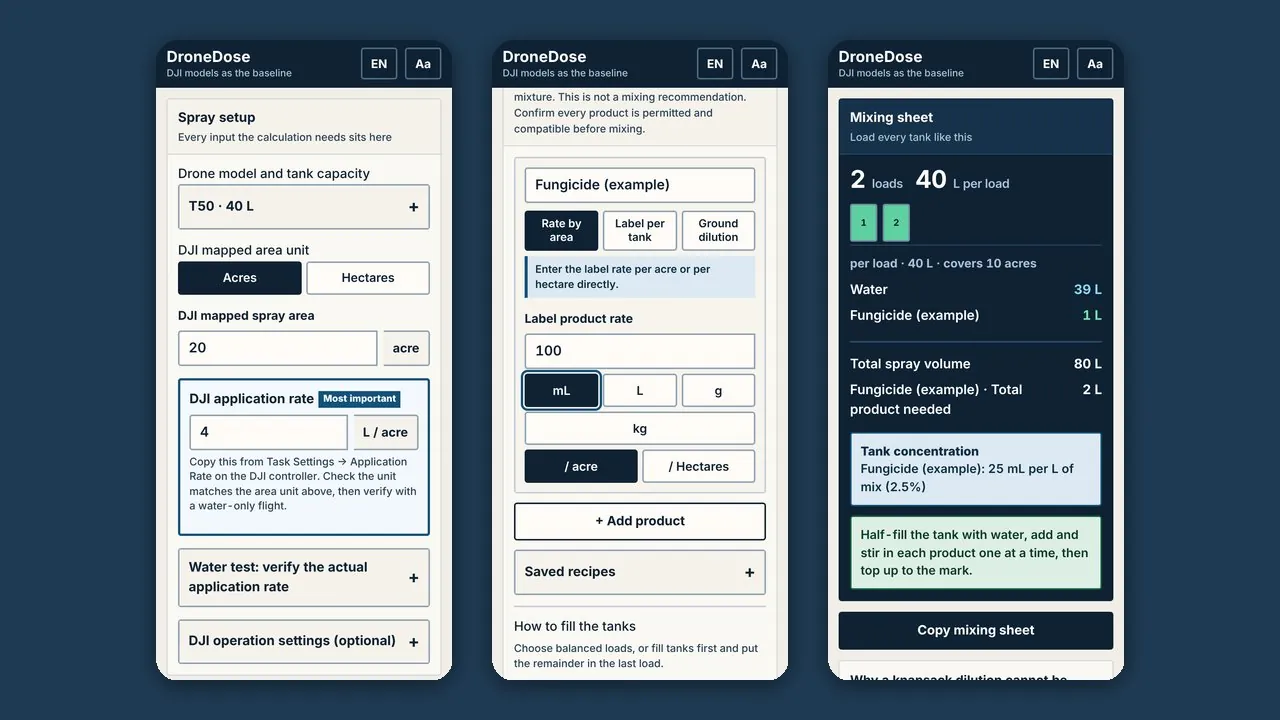 DroneDose
DJI models as the baseline
EN
Aa
Spray setup
Every input the calculation needs sits here
Drone model and tank capacity
T50 · 40 L
+
DJI mapped area unit
Acres
Hectares
DJI mapped spray area
20
acre
DJI application rate
Most important
4
L / acre
Copy this from Task Settings → Application
Rate on the DJI controller. Check the unit
matches the area unit above, then verify with
a water-only flight.
Water test: verify the actual
application rate
+
DJI operation settings (optional)
+
DroneDose
DJI models as the baseline
EN
Aa
mixture. This is not a mixing recommendation.
Confirm every product is permitted and
compatible before mixing.
Fungicide (example)
Rate by
area
Label per
tank
Ground
dilution
Enter the label rate per acre or per
hectare directly.
Label product rate
100
mL
L
g
kg
/ acre
/ Hectares
+ Add product
Saved recipes
+
How to fill the tanks
Choose balanced loads, or fill tanks first and put
the remainder in the last load.
DroneDose
DJI models as the baseline
EN
Aa
Mixing sheet
Load every tank like this
2 loads 40 L per load
1
2
per load · 40 L · covers 10 acres
Water 39 L
Fungicide (example) 1 L
Total spray volume 80 L
Fungicide (example) · Total 2 L
product needed
Tank concentration
Fungicide (example): 25 mL per L of
mix (2.5%)
Half-fill the tank with water, add and
stir in each product one at a time, then
top up to the mark.
Copy mixing sheet
Why a knapsack dilution cannot be